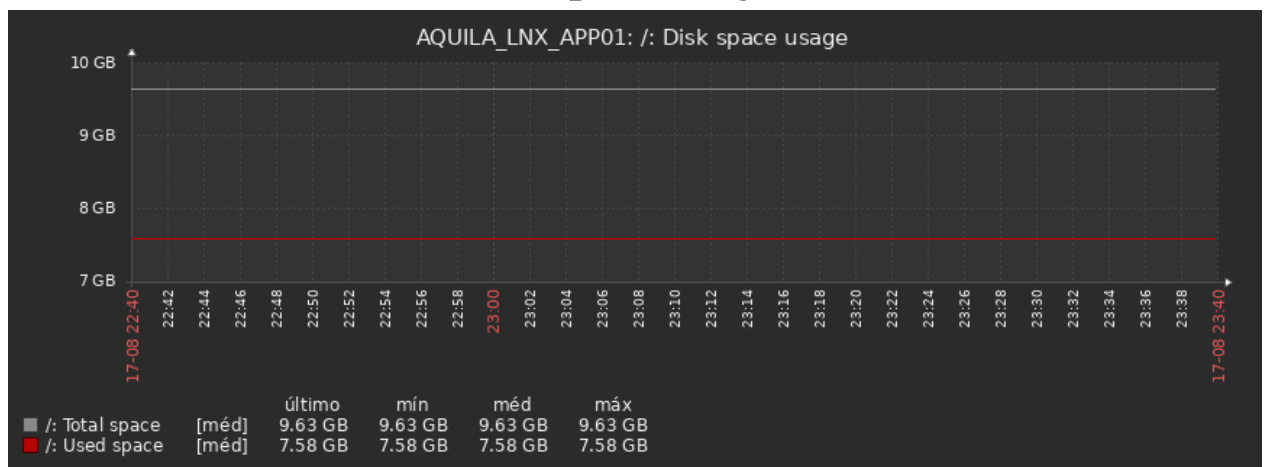 AQUILA_LNX_APP01: /: Disk space usage
10 GB
9 GB
8 GB
7 GB
17-08 22:40 22:42 22:44 22:46 22:48 22:50 22:52 22:54 22:56 22:58 23:00 23:02 23:04 23:06 23:08 23:10 23:12 23:14 23:16 23:18 23:20 23:22 23:24 23:26 23:28 23:30 23:32 23:34 23:36 23:38 17-08 23:40
último mín méd máx
/: Total space [méd] 9.63 GB 9.63 GB 9.63 GB 9.63 GB
/: Used space [méd] 7.58 GB 7.58 GB 7.58 GB 7.58 GB